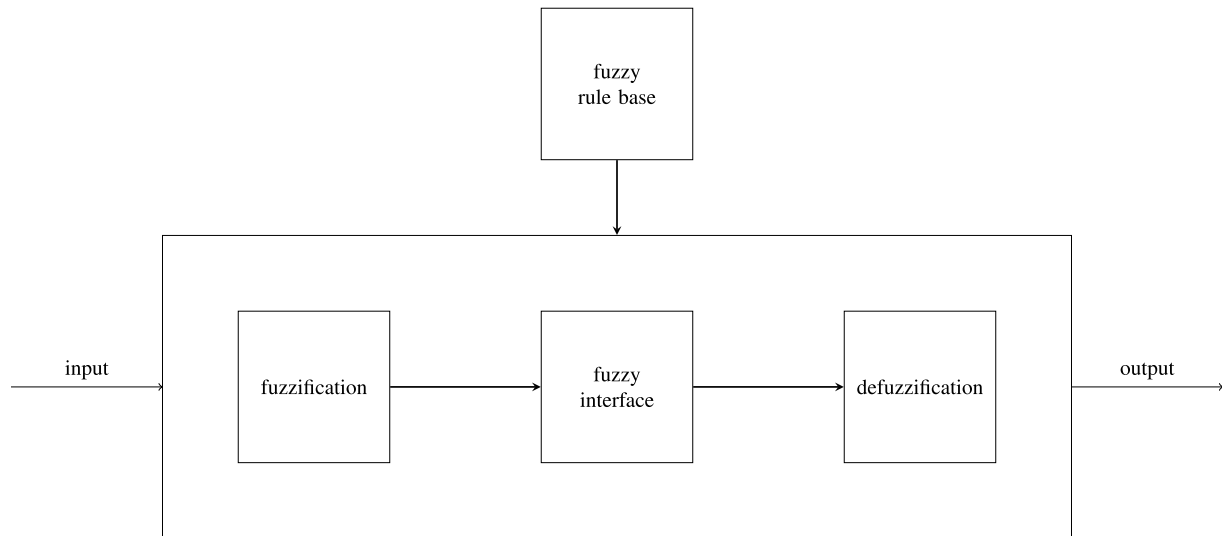 fuzzy
rule base
input
fuzzification
fuzzy
interface
defuzzification
output